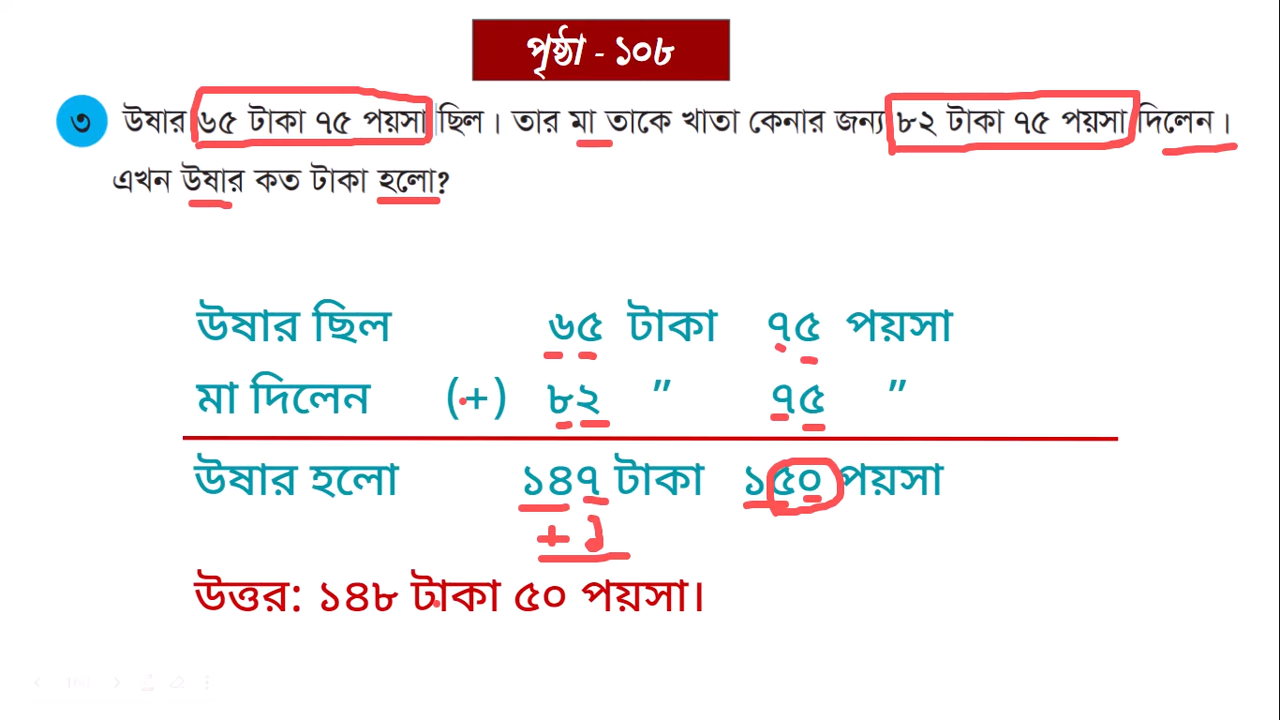 পৃষ্ঠা - ১০৮
৩ উষার ৬৫ টাকা ৭৫ পয়সা ছিল। তার মা তাকে খাতা কেনার জন্য ৮২ টাকা ৭৫ পয়সা দিলেন।
এখন উষার কত টাকা হলো?
উষার ছিল ৬৫ টাকা ৭৫ পয়সা
মা দিলেন (+) ৮২ " ৭৫ "
উষার হলো ১৪৭ টাকা ১৫০ পয়সা
+ ১
উত্তর: ১৪৮ টাকা ৫০ পয়সা।